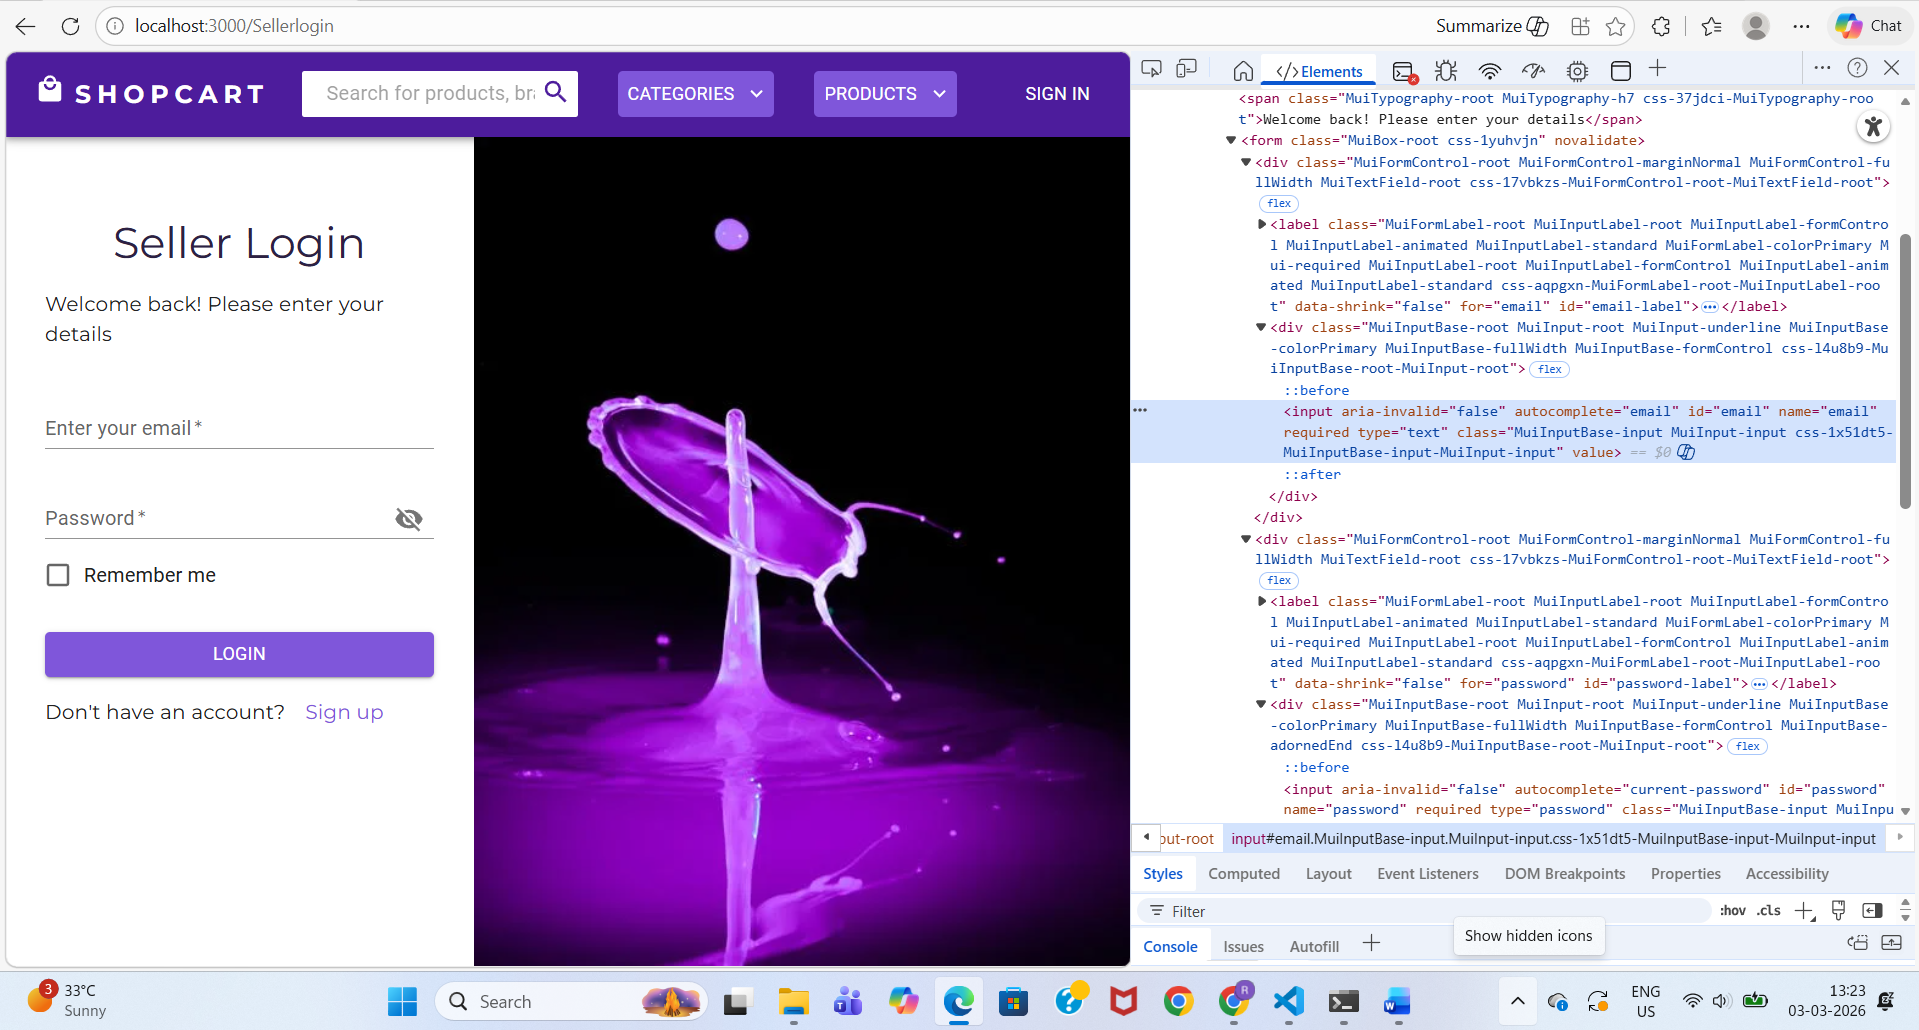 localhost:3000/Sellerlogin
Summarize
Chat
SHOPCART
Search for products, bra
CATEGORIES
PRODUCTS
SIGN IN
Seller Login
Welcome back! Please enter your
details
Enter your email *
Password *
Remember me
LOGIN
Don't have an account? Sign up
Elements
<span class="MuiTypography-root MuiTypography-h7 css-37jdci-MuiTypography-roo
t">Welcome back! Please enter your details</span>
<form class="MuiBox-root css-1yuhvjn" novalidate>
<div class="MuiFormControl-root MuiFormControl-marginNormal MuiFormControl-fu
llWidth MuiTextField-root css-17vbkzs-MuiFormControl-root-MuiTextField-root">
flex
<label class="MuiFormLabel-root MuiInputLabel-root MuiInputLabel-formContro
l MuiInputLabel-animated MuiInputLabel-standard MuiFormLabel-colorPrimary M
ui-required MuiInputLabel-root MuiInputLabel-formControl MuiInputLabel-anim
ated MuiInputLabel-standard css-aqpgxn-MuiFormLabel-root-MuiInputLabel-roo
t" data-shrink="false" for="email" id="email-label">…</label>
<div class="MuiInputBase-root MuiInput-root MuiInput-underline MuiInputBase
-colorPrimary MuiInputBase-fullWidth MuiInputBase-formControl css-l4u8b9-Mu
iInputBase-root-MuiInput-root"> flex
::before
<input aria-invalid="false" autocomplete="email" id="email" name="email"
required type="text" class="MuiInputBase-input MuiInput-input css-1x51dt5-
MuiInputBase-input-MuiInput-input" value> == $0
::after
</div>
</div>
<div class="MuiFormControl-root MuiFormControl-marginNormal MuiFormControl-fu
llWidth MuiTextField-root css-17vbkzs-MuiFormControl-root-MuiTextField-root">
flex
<label class="MuiFormLabel-root MuiInputLabel-root MuiInputLabel-formContro
l MuiInputLabel-animated MuiInputLabel-standard MuiFormLabel-colorPrimary M
ui-required MuiInputLabel-root MuiInputLabel-formControl MuiInputLabel-anim
ated MuiInputLabel-standard css-aqpgxn-MuiFormLabel-root-MuiInputLabel-roo
t" data-shrink="false" for="password" id="password-label">…</label>
<div class="MuiInputBase-root MuiInput-root MuiInput-underline MuiInputBase
-colorPrimary MuiInputBase-fullWidth MuiInputBase-formControl MuiInputBase-
adornedEnd css-l4u8b9-MuiInputBase-root-MuiInput-root"> flex
::before
<input aria-invalid="false" autocomplete="current-password" id="password"
name="password" required type="password" class="MuiInputBase-input MuiInpu
put-root input#email.MuiInputBase-input.MuiInput-input.css-1x51dt5-MuiInputBase-input-MuiInput-input
Styles Computed Layout Event Listeners DOM Breakpoints Properties Accessibility
Filter
:hov .cls
Show hidden icons
Console Issues Autofill
3
33°C
Sunny
Search
R
ENG
US
13:23
03-03-2026